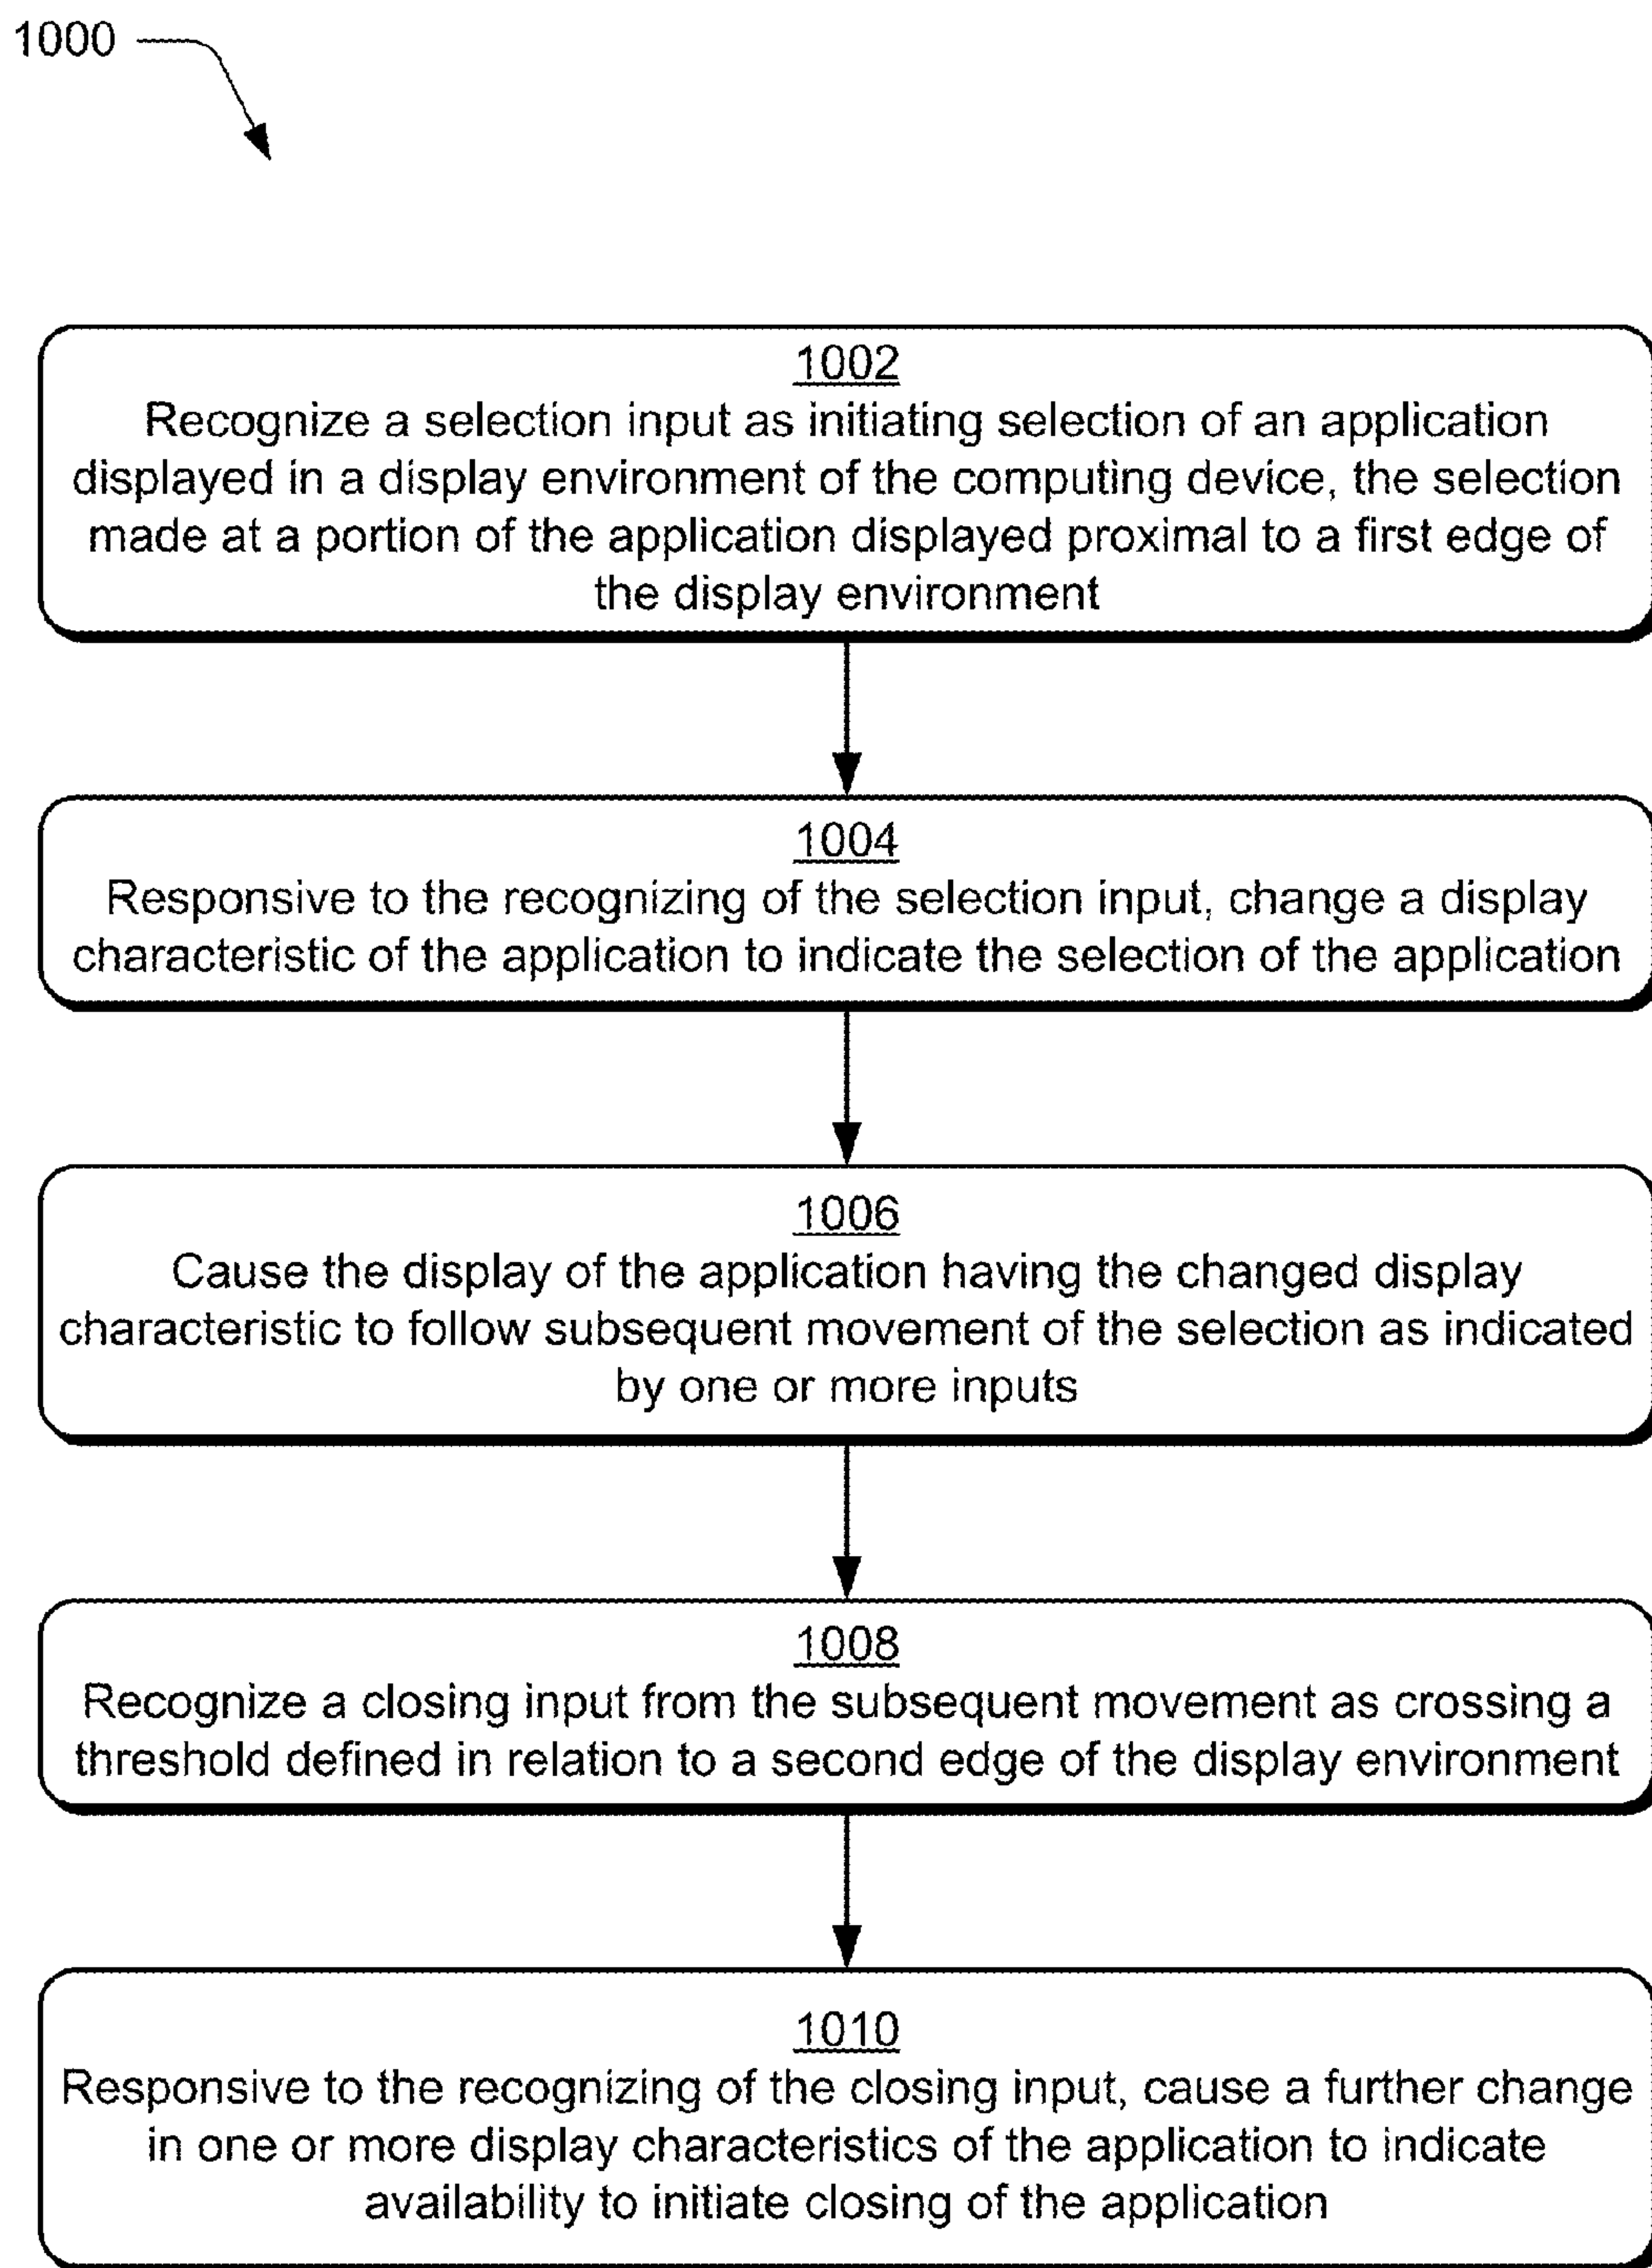 1000
1002
Recognize a selection input as initiating selection of an application
displayed in a display environment of the computing device, the selection
made at a portion of the application displayed proximal to a first edge of
the display environment
1004
Responsive to the recognizing of the selection input, change a display
characteristic of the application to indicate the selection of the application
1006
Cause the display of the application having the changed display
characteristic to follow subsequent movement of the selection as indicated
by one or more inputs
1008
Recognize a closing input from the subsequent movement as crossing a
threshold defined in relation to a second edge of the display environment
1010
Responsive to the recognizing of the closing input, cause a further change
in one or more display characteristics of the application to indicate
availability to initiate closing of the application